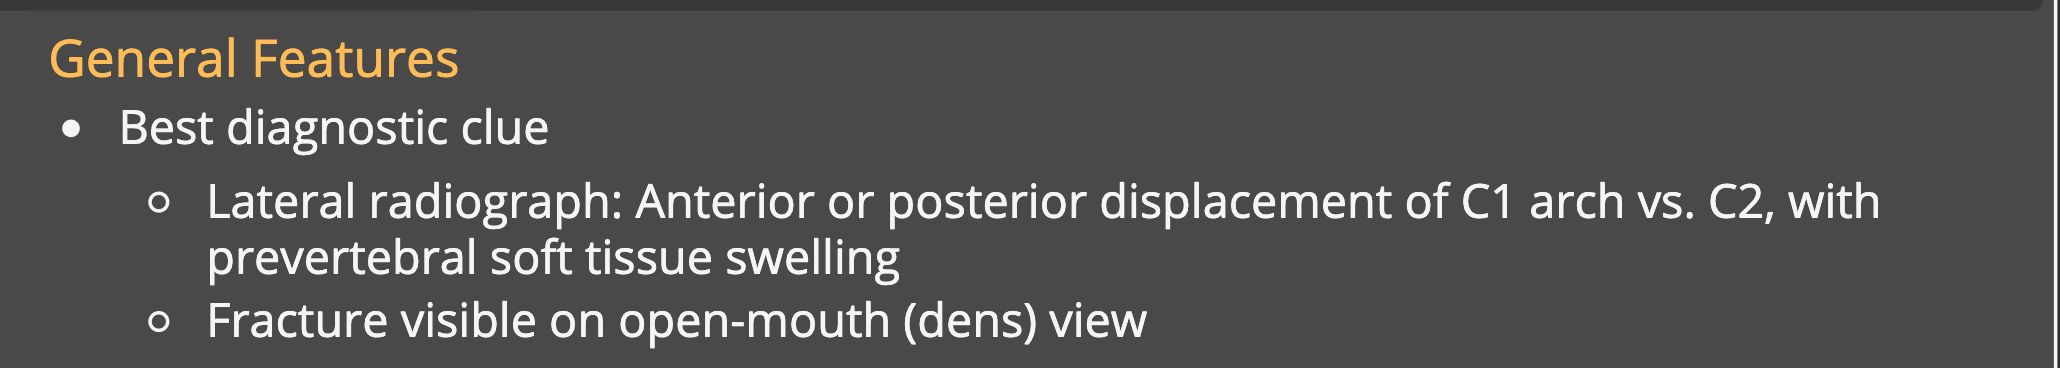 General Features
• Best diagnostic clue
○ Lateral radiograph: Anterior or posterior displacement of C1 arch vs. C2, with
prevertebral soft tissue swelling
○ Fracture visible on open-mouth (dens) view